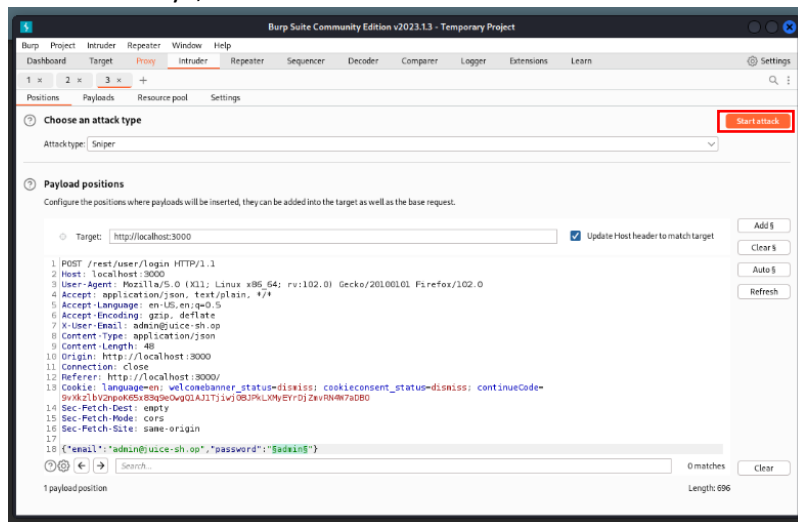 Burp Suite Community Edition v2023.1.3 - Temporary Project
Burp Project Intruder Repeater Window Help
Dashboard Target Proxy Intruder Repeater Sequencer Decoder Comparer Logger Extensions Learn Settings
1 × 2 × 3 × +
Positions Payloads Resource pool Settings
? Choose an attack type Start attack
Attack type: Sniper
? Payload positions
Configure the positions where payloads will be inserted, they can be added into the target as well as the base request.
Target: http://localhost:3000 Update Host header to match target Add §
Clear §
Auto §
Refresh
1 POST /rest/user/login HTTP/1.1
2 Host: localhost:3000
3 User-Agent: Mozilla/5.0 (X11; Linux x86_64; rv:102.0) Gecko/20100101 Firefox/102.0
4 Accept: application/json, text/plain, */*
5 Accept-Language: en-US,en;q=0.5
6 Accept-Encoding: gzip, deflate
7 X-User-Email: admin@juice-sh.op
8 Content-Type: application/json
9 Content-Length: 48
10 Origin: http://localhost:3000
11 Connection: close
12 Referer: http://localhost:3000/
13 Cookie: language=en; welcomebanner_status=dismiss; cookieconsent_status=dismiss; continueCode=
14 Sec-Fetch-Dest: empty
15 Sec-Fetch-Mode: cors
16 Sec-Fetch-Site: same-origin
17
18 {"email":"admin@juice-sh.op","password":"§admin§"}
? Search... 0 matches Clear
1 payload position Length: 696